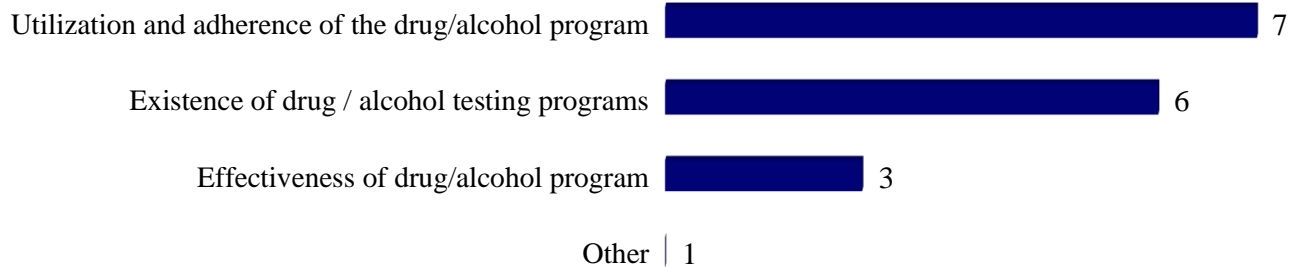 Utilization and adherence of the drug/alcohol program 7
Existence of drug / alcohol testing programs 6
Effectiveness of drug/alcohol program 3
Other 1